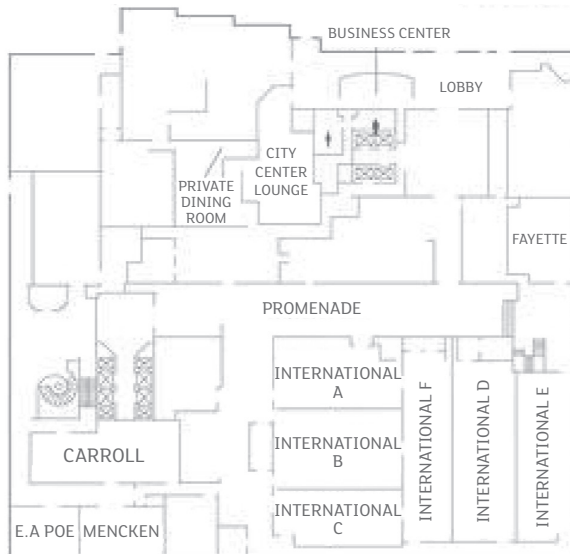 BUSINESS CENTER
LOBBY
CITY
CENTER
LOUNGE
PRIVATE
DINING
ROOM
FAYETTE
PROMENADE
INTERNATIONAL
A
INTERNATIONAL
B
INTERNATIONAL
C
INTERNATIONAL F
INTERNATIONAL D
INTERNATIONAL E
CARROLL
E.A POE
MENCKEN